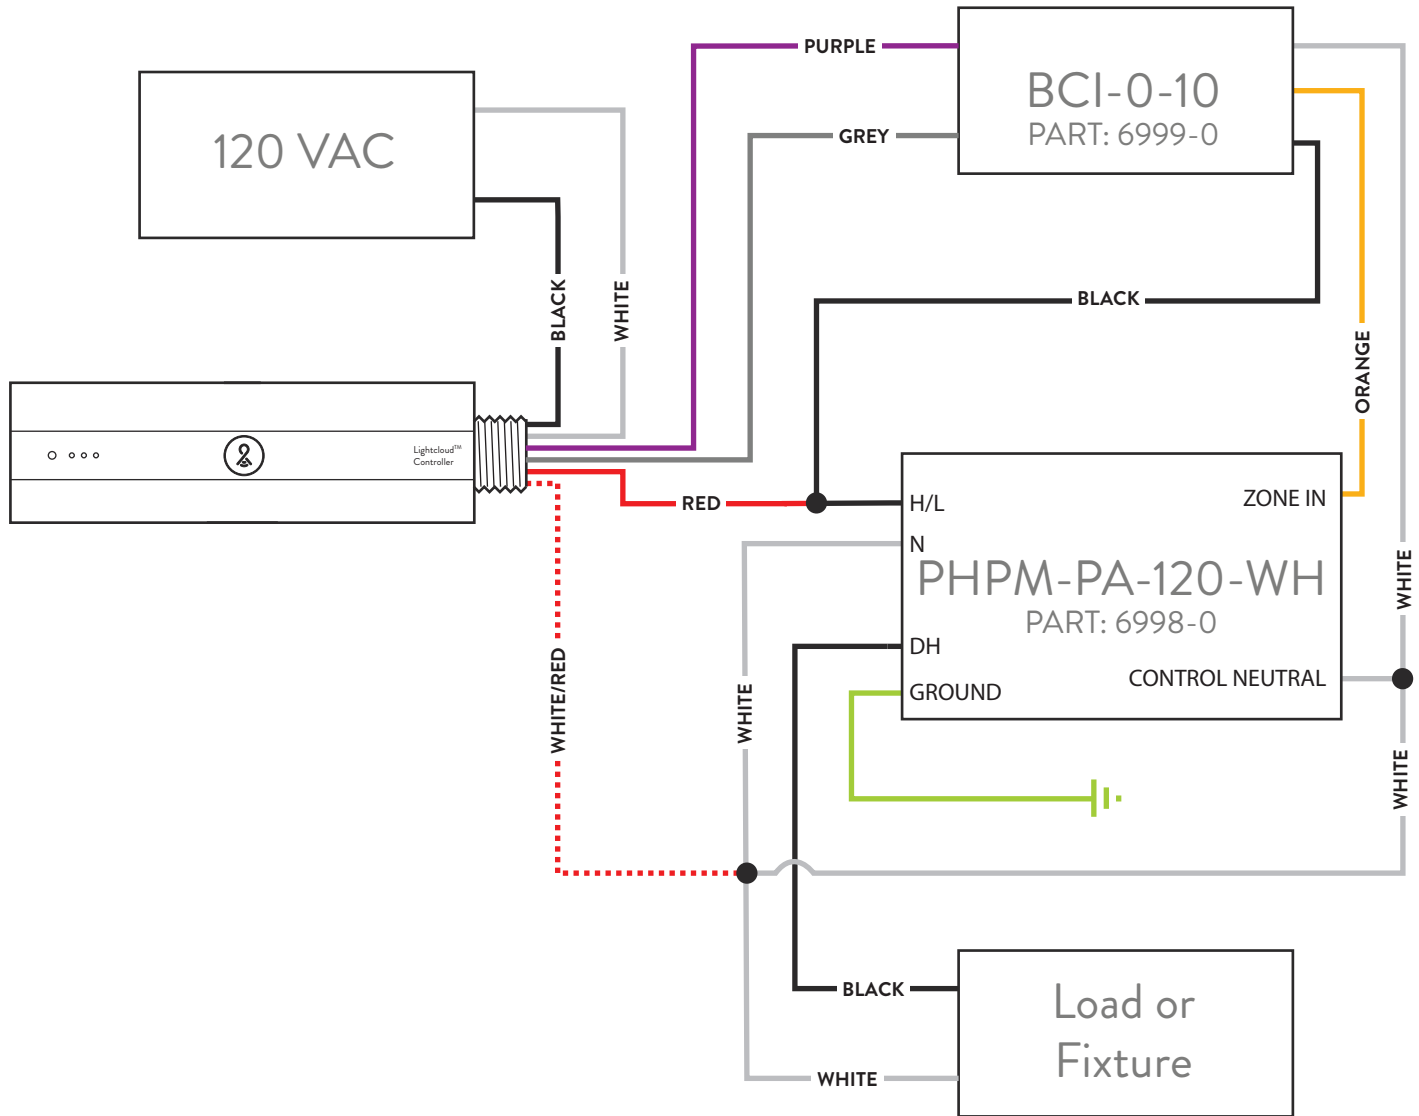 PURPLE
BCI-0-10
PART: 6999-0
120 VAC
GREY
BLACK
WHITE
BLACK
ORANGE
Lightcloud™
Controller
RED
H/L
ZONE IN
N
PHPM-PA-120-WH
PART: 6998-0
WHITE
DH
CONTROL NEUTRAL
GROUND
WHITE/RED
WHITE
WHITE
BLACK
Load or
Fixture
WHITE